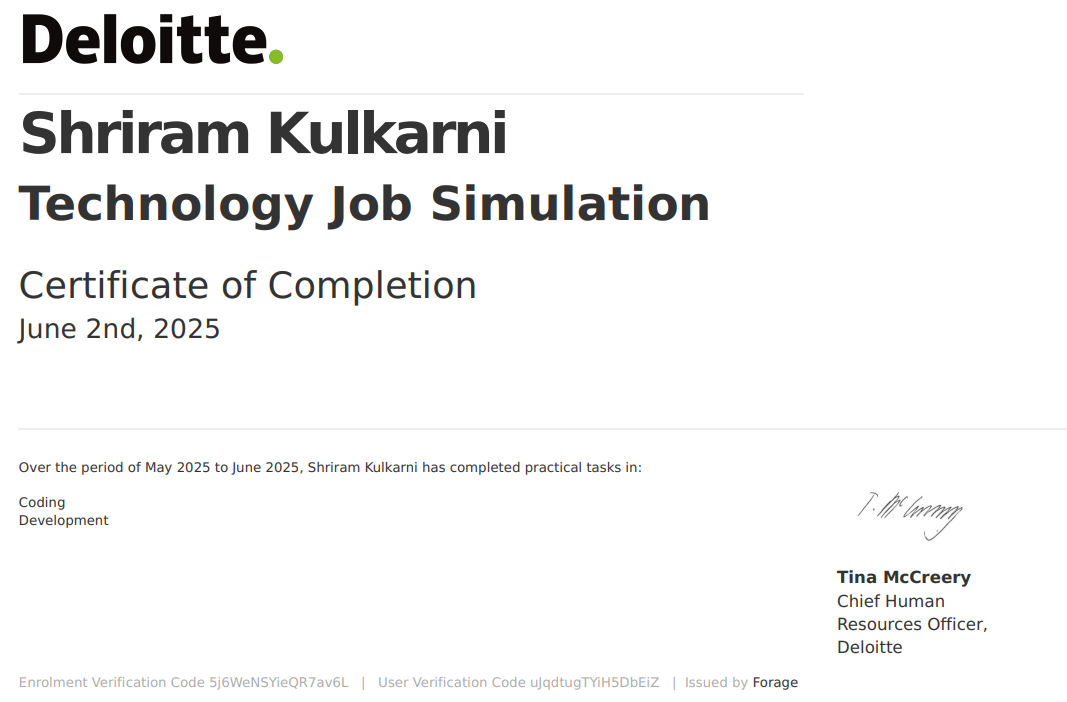 Deloitte.
Shriram Kulkarni
Technology Job Simulation
Certificate of Completion
June 2nd, 2025
Over the period of May 2025 to June 2025, Shriram Kulkarni has completed practical tasks in:
Coding
Development
T. McCreery
Tina McCreery
Chief Human
Resources Officer,
Deloitte
Enrolment Verification Code 5j6WeNSYieQR7av6L | User Verification Code uJqdtugTYiH5DbEiZ | Issued by Forage